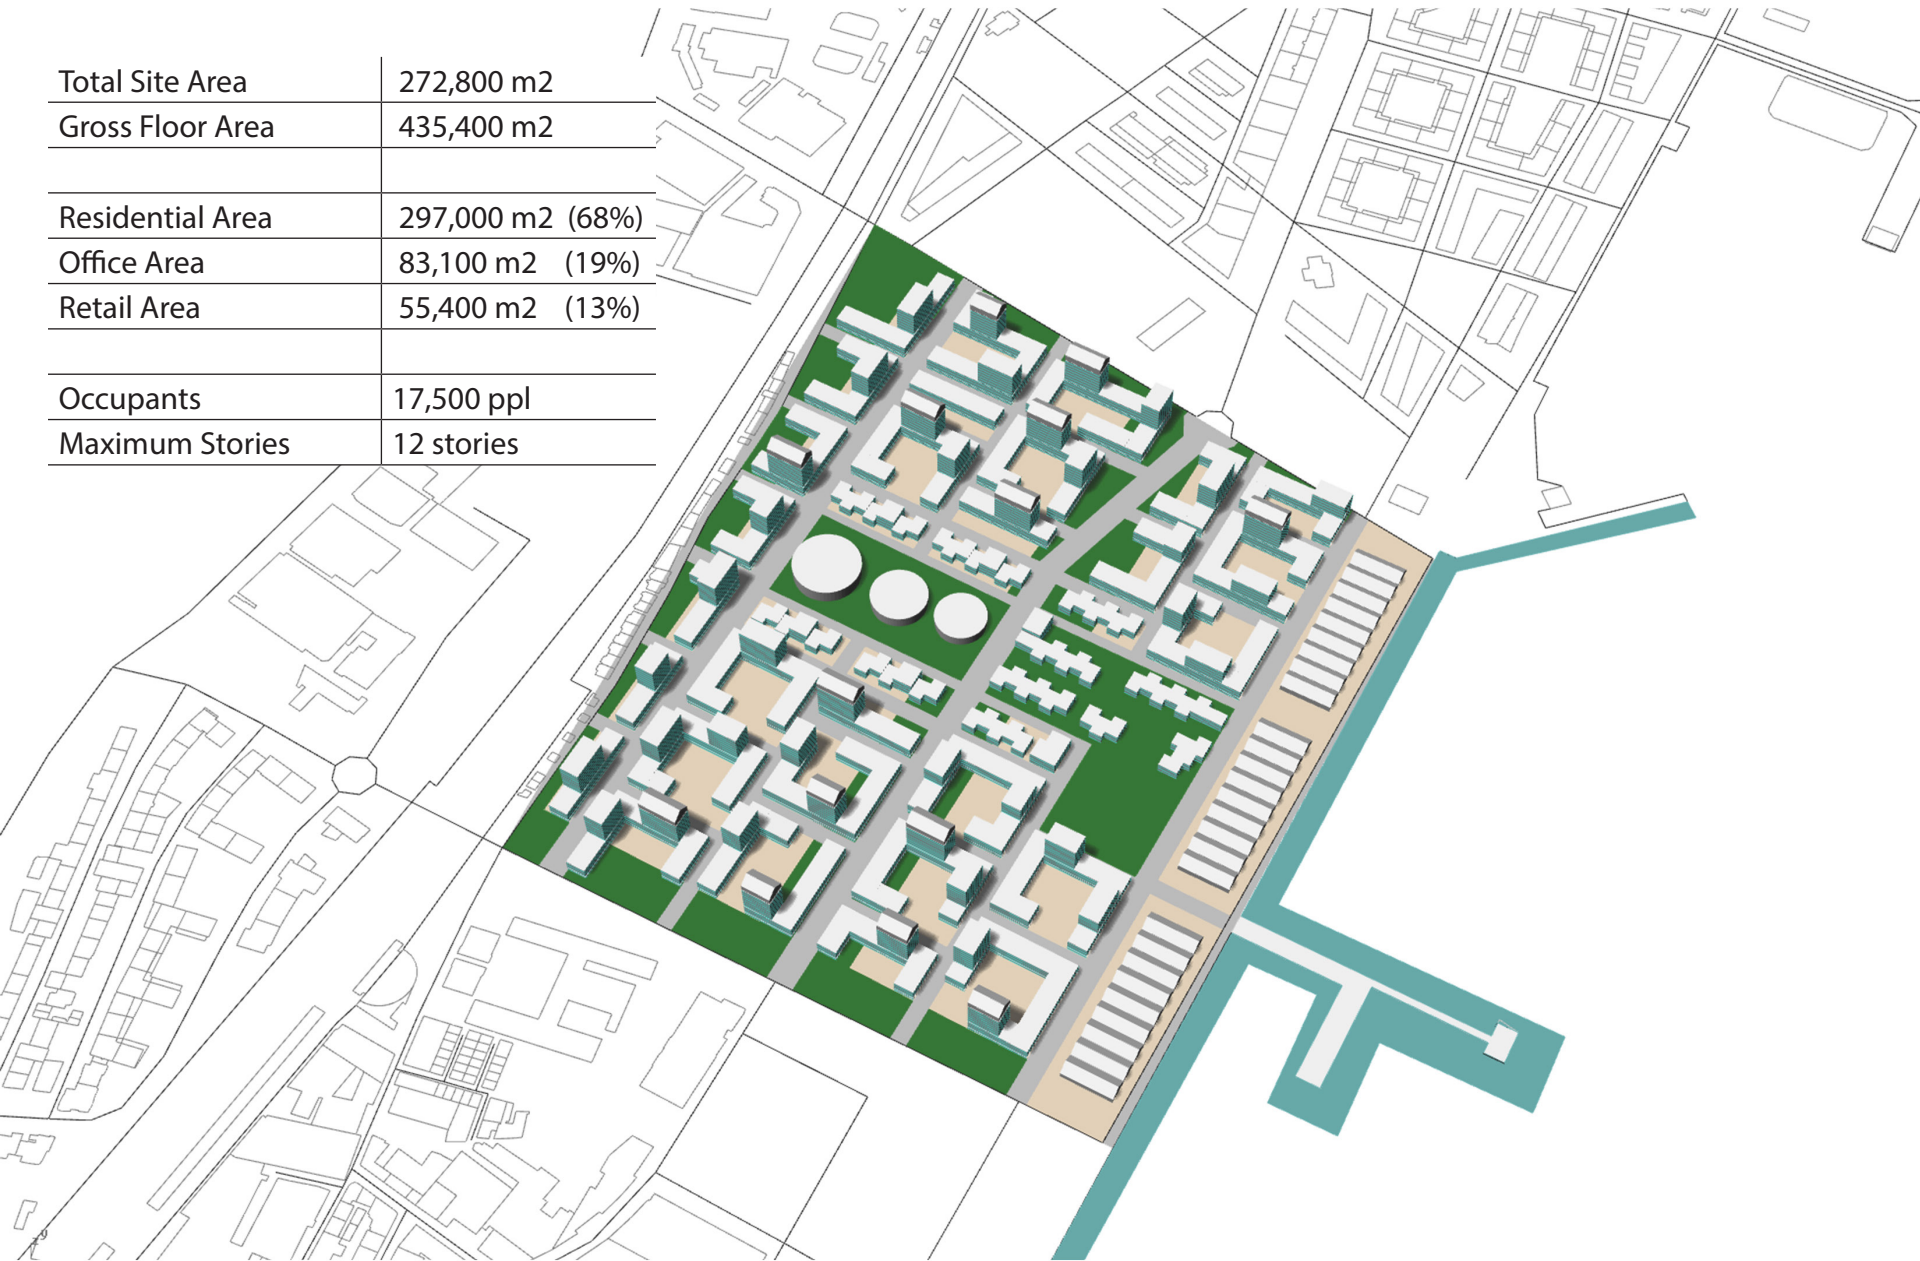 Total Site Area 272,800 m2
Gross Floor Area 435,400 m2
Residential Area 297,000 m2 (68%)
Office Area 83,100 m2 (19%)
Retail Area 55,400 m2 (13%)
Occupants 17,500 ppl
Maximum Stories 12 stories